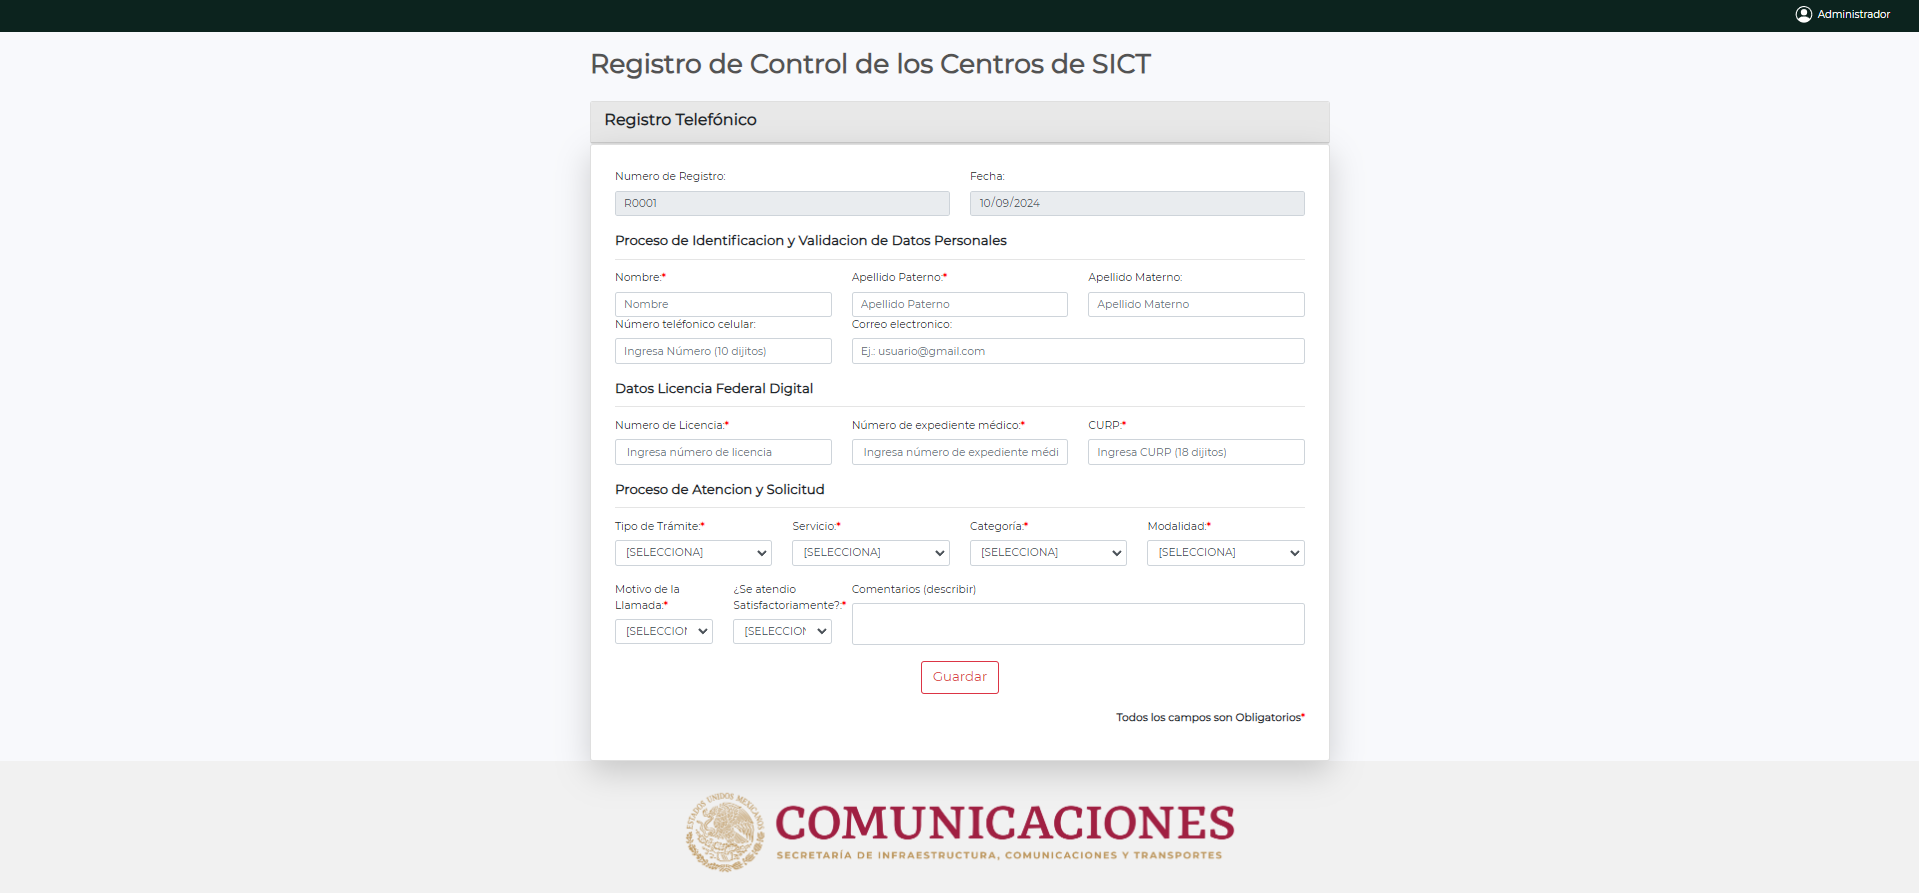 Administrador
Registro de Control de los Centros de SICT
Registro Telefónico
Numero de Registro: Fecha:
R0001 10/09/2024
Proceso de Identificacion y Validacion de Datos Personales
Nombre:* Apellido Paterno:* Apellido Materno:
Nombre Apellido Paterno Apellido Materno
Número teléfonico celular: Correo electronico:
Ingresa Número (10 dijitos) Ej.: usuario@gmail.com
Datos Licencia Federal Digital
Numero de Licencia:* Número de expediente médico:* CURP:*
Ingresa número de licencia Ingresa número de expediente médi Ingresa CURP (18 dijitos)
Proceso de Atencion y Solicitud
Tipo de Trámite:* Servicio:* Categoría:* Modalidad:*
[SELECCIONA] [SELECCIONA] [SELECCIONA] [SELECCIONA]
Motivo de la Llamada:* ¿Se atendio Satisfactoriamente?:* Comentarios (describir)
[SELECCION [SELECCION
Guardar
Todos los campos son Obligatorios*
ESTADOS UNIDOS MEXICANOS
COMUNICACIONES
SECRETARÍA DE INFRAESTRUCTURA, COMUNICACIONES Y TRANSPORTES